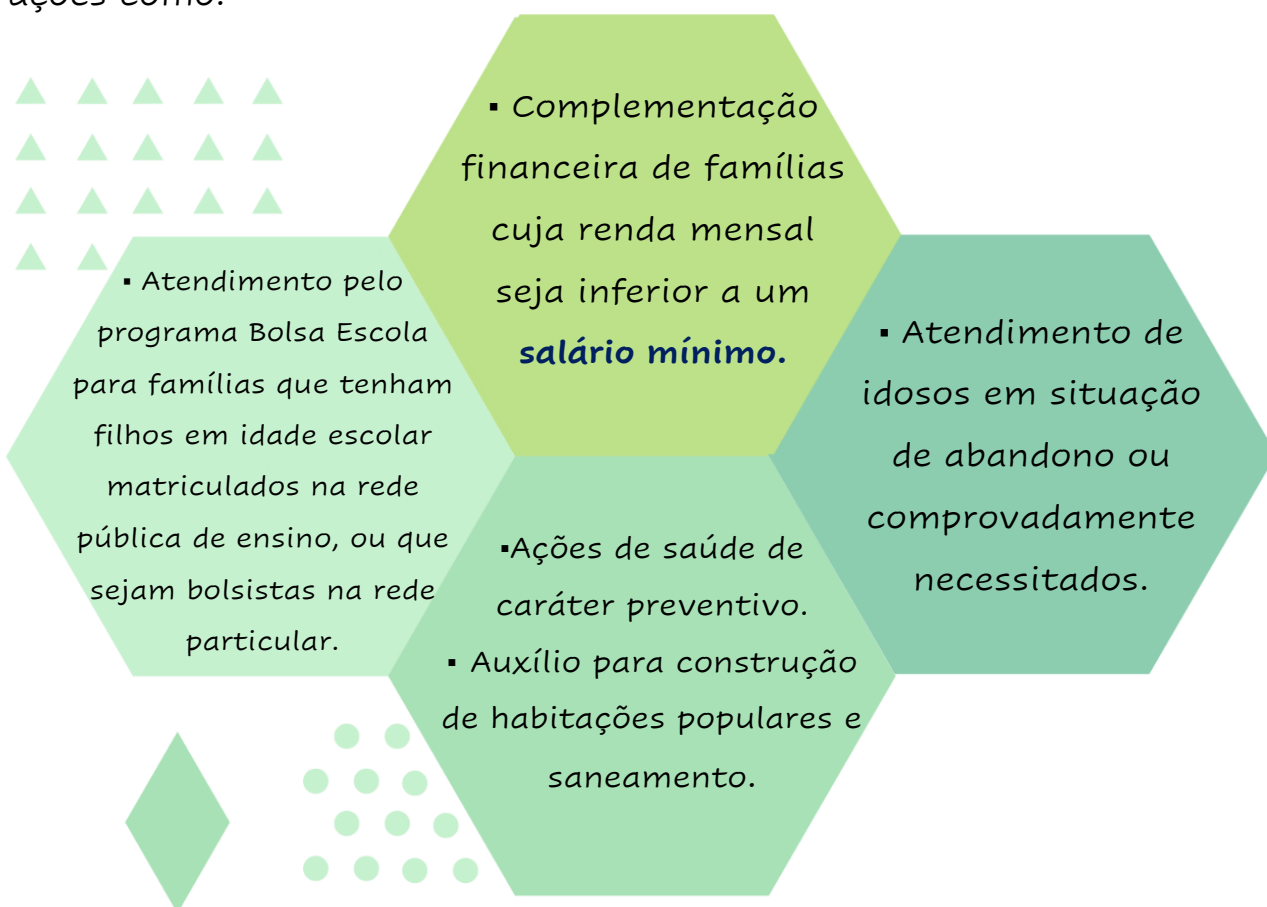 ações como:
▪ Complementação
financeira de famílias
cuja renda mensal
seja inferior a um
salário mínimo.
▪ Atendimento pelo
programa Bolsa Escola
para famílias que tenham
filhos em idade escolar
matriculados na rede
pública de ensino, ou que
sejam bolsistas na rede
particular.
▪ Atendimento de
idosos em situação
de abandono ou
comprovadamente
necessitados.
▪Ações de saúde de
caráter preventivo.
▪ Auxílio para construção
de habitações populares e
saneamento.